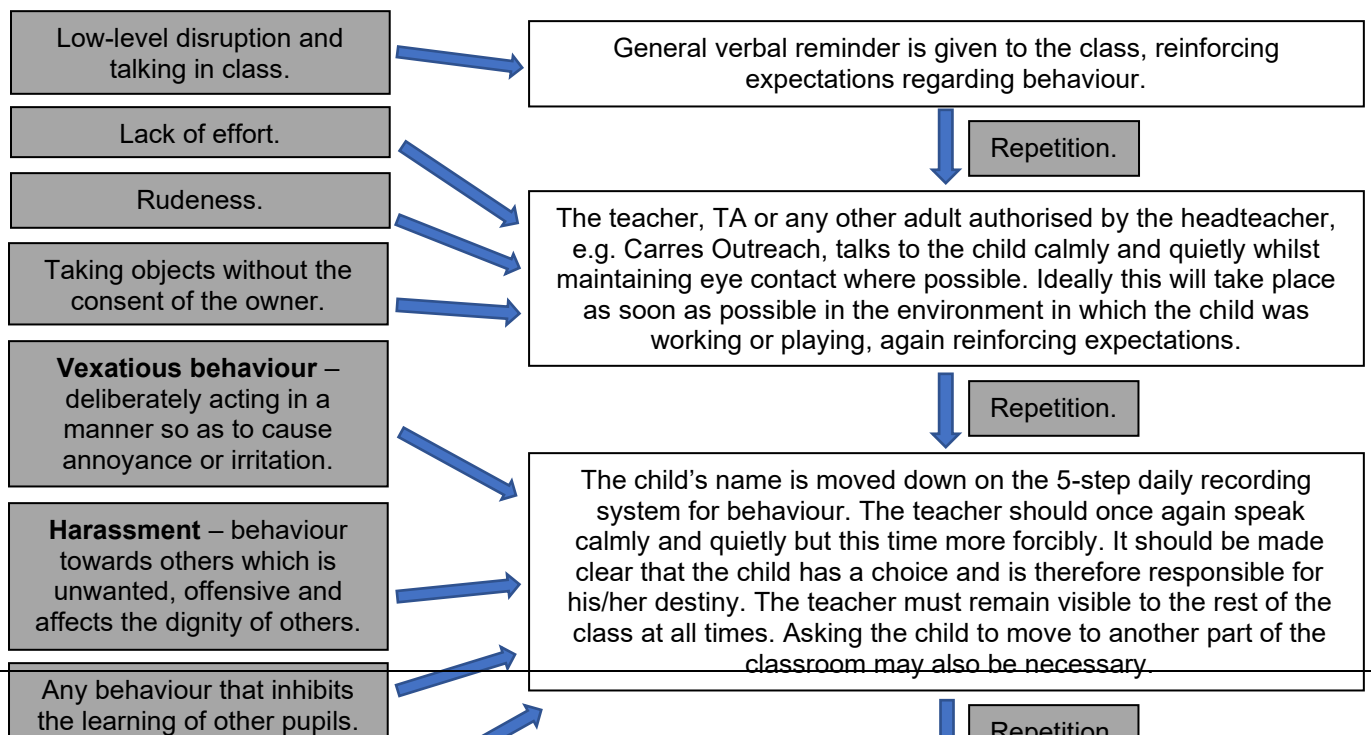 Low-level disruption and
talking in class.
General verbal reminder is given to the class, reinforcing
expectations regarding behaviour.
Lack of effort.
Repetition.
Rudeness.
The teacher, TA or any other adult authorised by the headteacher,
e.g. Carres Outreach, talks to the child calmly and quietly whilst
maintaining eye contact where possible. Ideally this will take place
as soon as possible in the environment in which the child was
working or playing, again reinforcing expectations.
Taking objects without the
consent of the owner.
Vexatious behaviour –
deliberately acting in a
manner so as to cause
annoyance or irritation.
Repetition.
The child’s name is moved down on the 5-step daily recording
system for behaviour. The teacher should once again speak
calmly and quietly but this time more forcibly. It should be made
clear that the child has a choice and is therefore responsible for
his/her destiny. The teacher must remain visible to the rest of the
class at all times. Asking the child to move to another part of the
classroom may also be necessary.
Harassment – behaviour
towards others which is
unwanted, offensive and
affects the dignity of others.
Any behaviour that inhibits
the learning of other pupils.
Repetition.